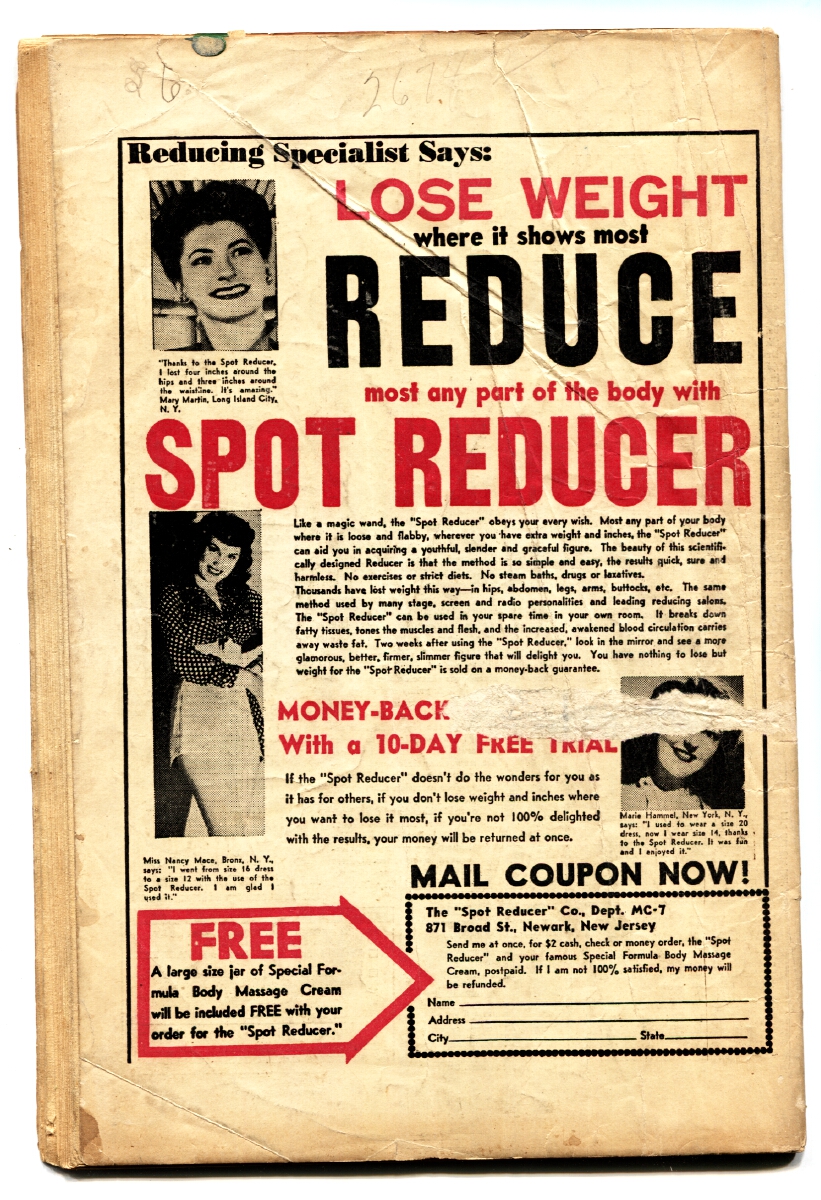 $6
267.
Reducing Specialist Says:
LOSE WEIGHT
where it shows most
REDUCE
most any part of the body with
SPOT REDUCER
"Thanks to the Spot Reducer,
I lost four inches around the
hips and three inches around
the waistline. It's amazing."
Mary Martin, Long Island City,
N. Y.
Like a magic wand, the "Spot Reducer" obeys your every wish. Most any part of your body
where it is loose and flabby, wherever you have extra weight and inches, the "Spot Reducer"
can aid you in acquiring a youthful, slender and graceful figure. The beauty of this scientifi-
cally designed Reducer is that the method is so simple and easy, the results quick, sure and
harmless. No exercises or strict diets. No steam baths, drugs or laxatives.
Thousands have lost weight this way—in hips, abdomen, legs, arms, buttocks, etc. The same
method used by many stage, screen and radio personalities and leading reducing salons.
The "Spot Reducer" can be used in your spare time in your own room. It breaks down
fatty tissues, tones the muscles and flesh, and the increased, awakened blood circulation carries
away waste fat. Two weeks after using the "Spot Reducer," look in the mirror and see a more
glamorous, better, firmer, slimmer figure that will delight you. You have nothing to lose but
weight for the "Spot Reducer" is sold on a money-back guarantee.
MONEY-BACK
With a 10-DAY FREE TRIAL
If the "Spot Reducer" doesn't do the wonders for you as
it has for others, if you don't lose weight and inches where
you want to lose it most, if you're not 100% delighted
with the results, your money will be returned at once.
Marie Hammel, New York, N. Y.,
says: "I used to wear a size 20
dress, now I wear size 14, thanks
to the Spot Reducer. It was fun
and I enjoyed it."
Miss Nancy Mace, Bronx, N. Y.,
says: "I went from size 16 dress
to a size 12 with the use of the
Spot Reducer. I am glad I
used it."
MAIL COUPON NOW!
FREE
A large size jar of Special For-
mula Body Massage Cream
will be included FREE with your
order for the "Spot Reducer."
The "Spot Reducer" Co., Dept. MC-7
871 Broad St., Newark, New Jersey
Send me at once, for $2 cash, check or money order, the "Spot
Reducer" and your famous Special Formula Body Massage
Cream, postpaid. If I am not 100% satisfied, my money will
be refunded.
Name
Address
City State